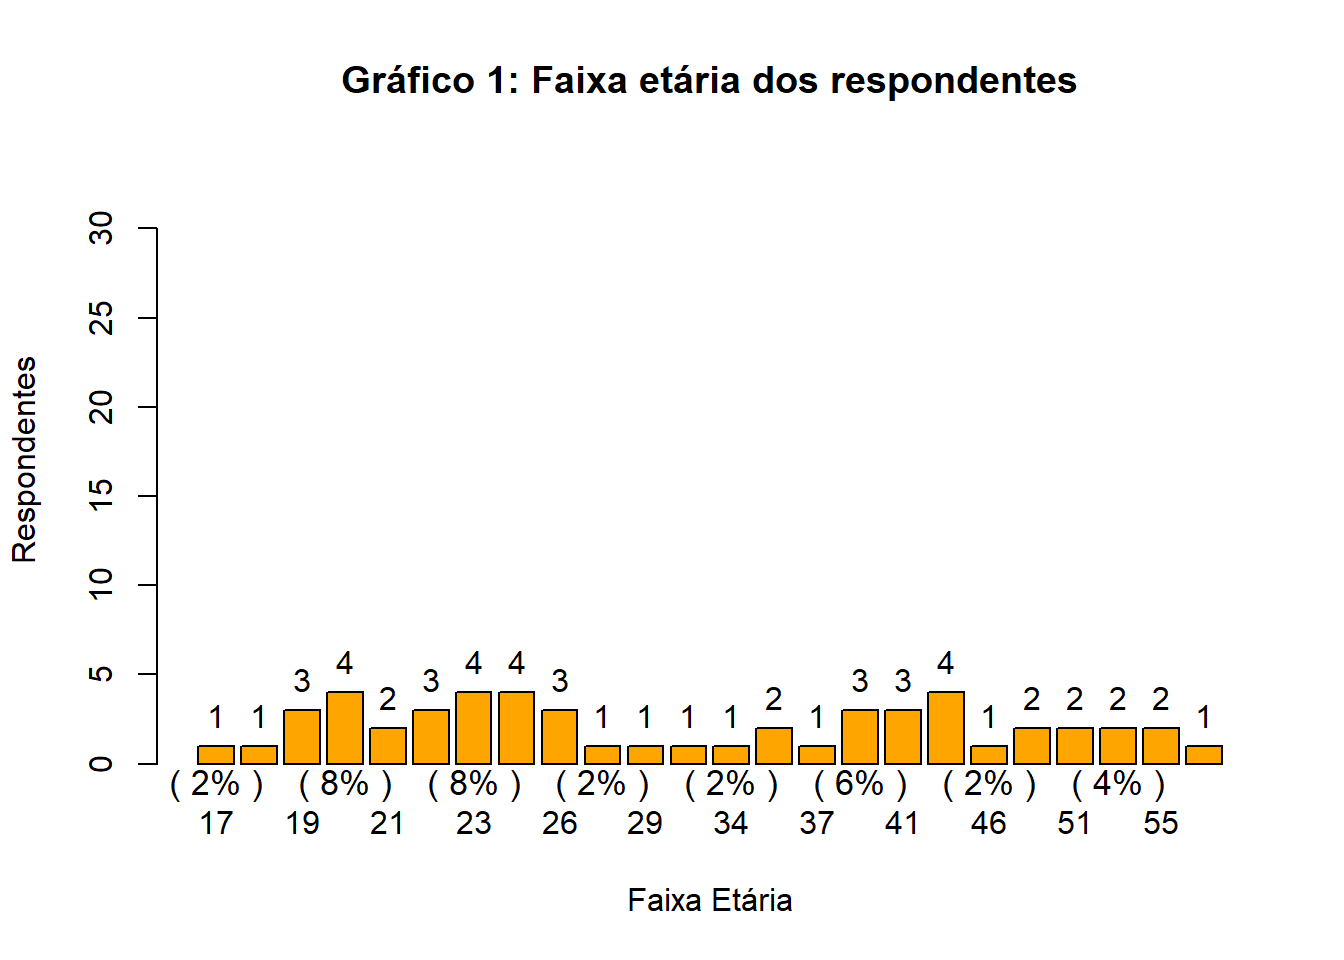 Gráfico 1: Faixa etária dos respondentes
Respondentes
30
25
20
15
10
5
0
1 1 3 4 2 3 4 4 3 1 1 1 1 2 1 3 3 4 1 2 2 2 2 1
( 2% ) ( 8% ) ( 8% ) ( 2% ) ( 2% ) ( 6% ) ( 2% ) ( 4% )
17 19 21 23 26 29 34 37 41 46 51 55
Faixa Etária